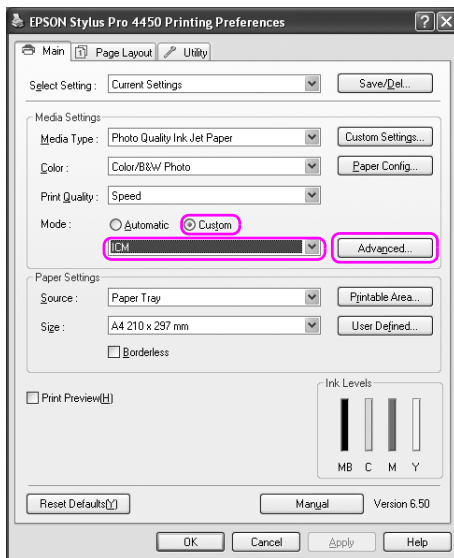 EPSON Stylus Pro 4450 Printing Preferences
Main Page Layout Utility
Select Setting : Current Settings Save/Del...
Media Settings
Media Type : Photo Quality Ink Jet Paper Custom Settings...
Color : Color/B&W Photo Paper Config...
Print Quality : Speed
Mode : Automatic Custom
ICM Advanced...
Paper Settings
Source : Paper Tray Printable Area...
Size : A4 210 x 297 mm User Defined...
Borderless
Print Preview(H)
Ink Levels
MB C M Y
Reset Defaults(Y) Manual Version 6.50
OK Cancel Apply Help